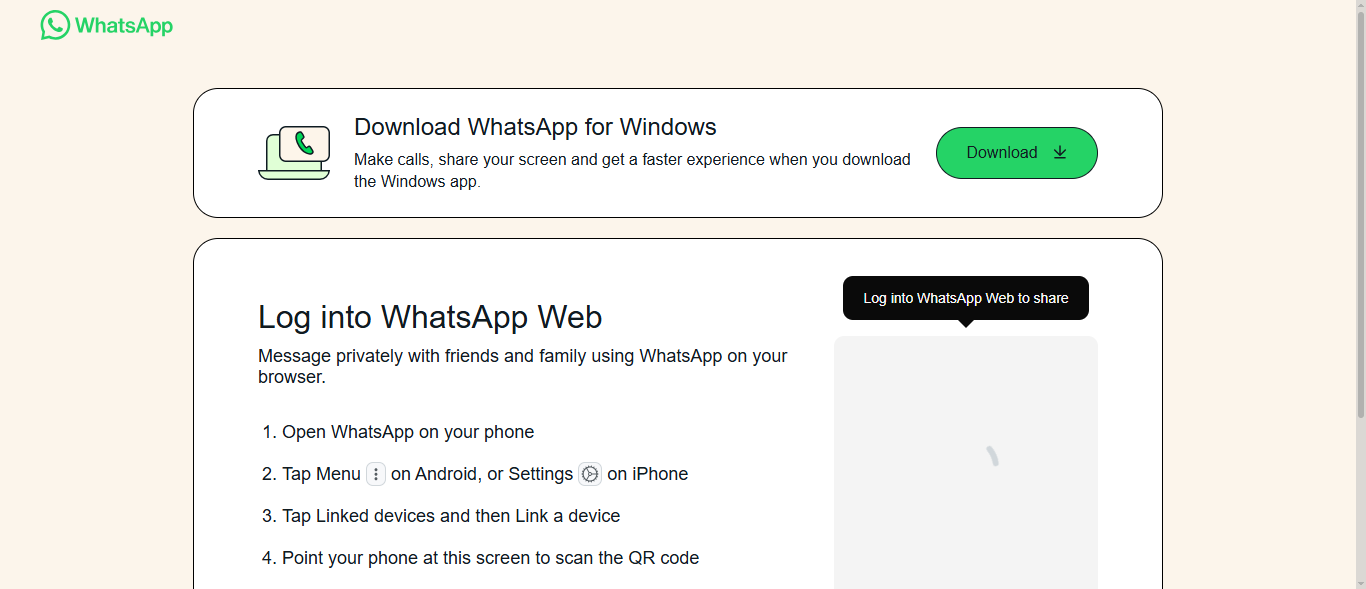 WhatsApp
Download WhatsApp for Windows
Make calls, share your screen and get a faster experience when you download
the Windows app.
Download
Log into WhatsApp Web to share
Log into WhatsApp Web
Message privately with friends and family using WhatsApp on your
browser.
1. Open WhatsApp on your phone
2. Tap Menu on Android, or Settings on iPhone
3. Tap Linked devices and then Link a device
4. Point your phone at this screen to scan the QR code